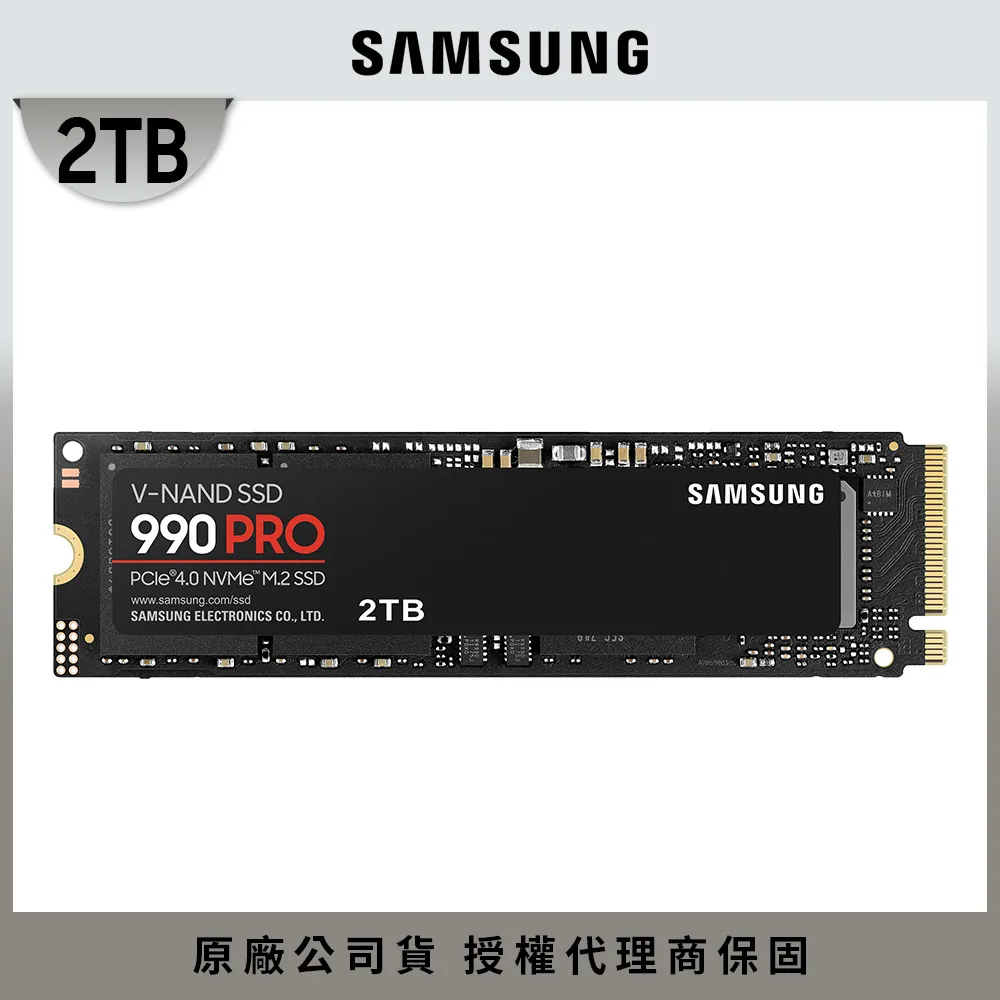 SAMSUNG
2TB
V-NAND SSD
SAMSUNG
990 PRO
PCIe®4.0 NVMe™ M.2 SSD
www.samsung.com/ssd
SAMSUNG ELECTRONICS CO., LTD.
2TB
AtBIM
原廠公司貨 授權代理商保固